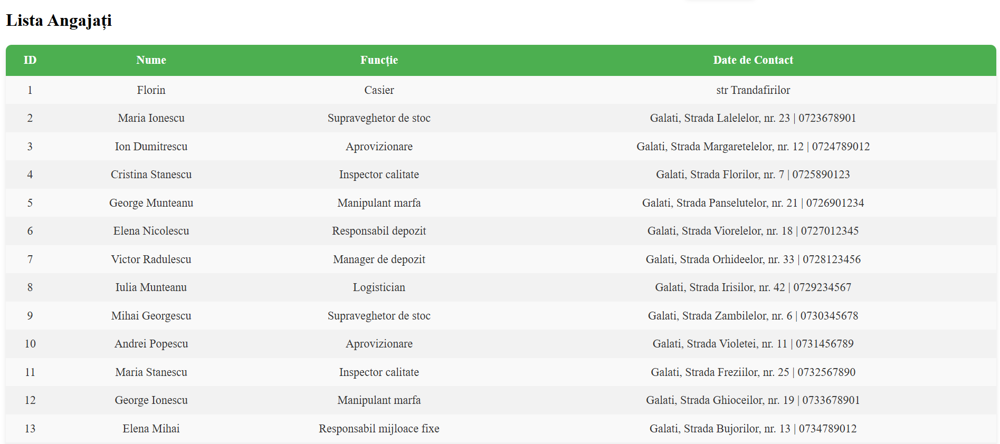 Lista Angajați
ID Nume Funcție Date de Contact
1 Florin Casier str Trandafirilor
2 Maria Ionescu Supraveghetor de stoc Galati, Strada Lalelelor, nr. 23 | 0723678901
3 Ion Dumitrescu Aprovizionare Galati, Strada Margaretelelor, nr. 12 | 0724789012
4 Cristina Stanescu Inspector calitate Galati, Strada Florilor, nr. 7 | 0725890123
5 George Munteanu Manipulant marfa Galati, Strada Panselutelor, nr. 21 | 0726901234
6 Elena Nicolescu Responsabil depozit Galati, Strada Viorelelor, nr. 18 | 0727012345
7 Victor Radulescu Manager de depozit Galati, Strada Orhideelor, nr. 33 | 0728123456
8 Iulia Munteanu Logistician Galati, Strada Irisilor, nr. 42 | 0729234567
9 Mihai Georgescu Supraveghetor de stoc Galati, Strada Zambilelor, nr. 6 | 0730345678
10 Andrei Popescu Aprovizionare Galati, Strada Violetei, nr. 11 | 0731456789
11 Maria Stanescu Inspector calitate Galati, Strada Freziilor, nr. 25 | 0732567890
12 George Ionescu Manipulant marfa Galati, Strada Ghioceilor, nr. 19 | 0733678901
13 Elena Mihai Responsabil mijloace fixe Galati, Strada Bujorilor, nr. 13 | 0734789012